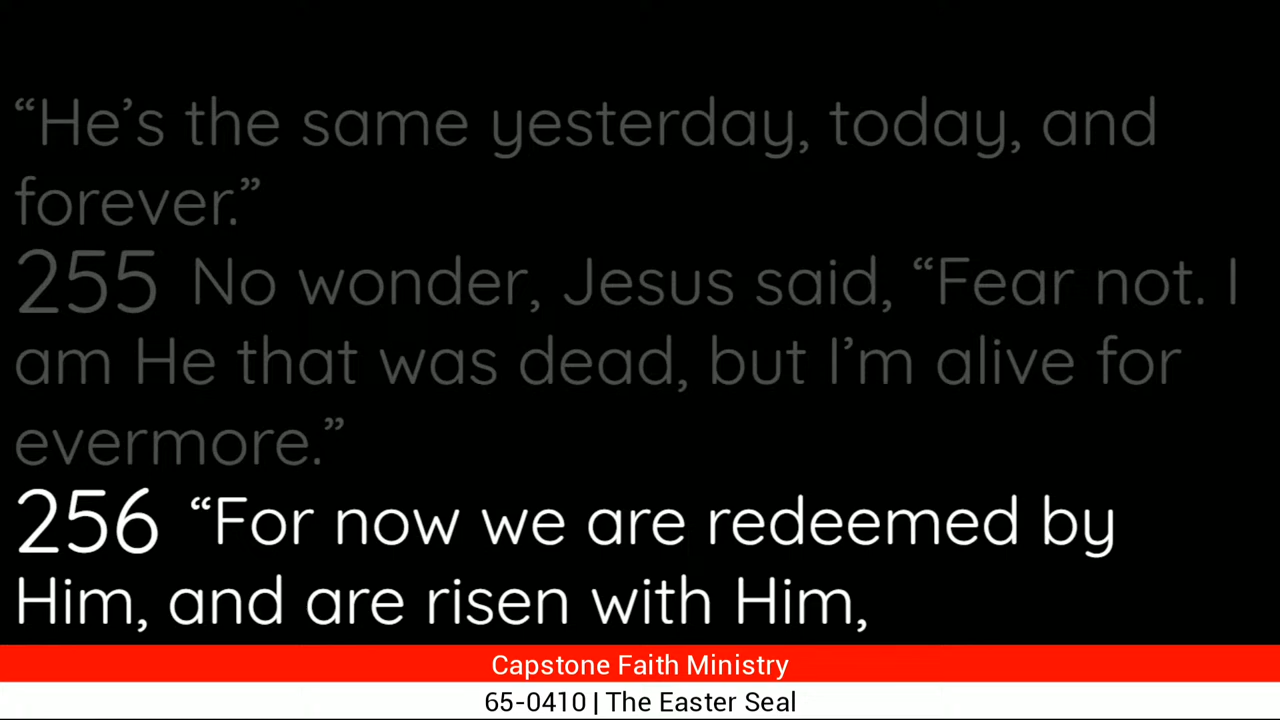 “He’s the same yesterday, today, and
forever.”
255 No wonder, Jesus said, “Fear not. I
am He that was dead, but I’m alive for
evermore.”
256 “For now we are redeemed by
Him, and are risen with Him,
Capstone Faith Ministry
65-0410 | The Easter Seal